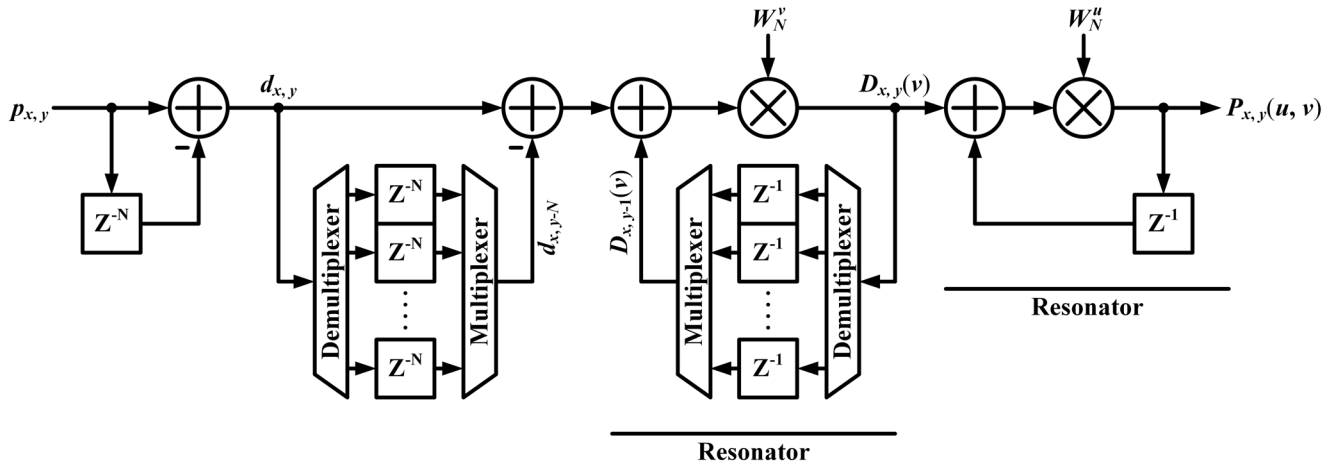 W_N^v
W_N^u
p_{x, y}
d_{x, y}
D_{x, y}(v)
P_{x, y}(u, v)
-
-
Z^{-N}
Demultiplexer
Z^{-N}
Z^{-N}
....
Z^{-N}
Multiplexer
d_{x, y-N}
D_{x, y-1}(v)
Multiplexer
Z^{-1}
Z^{-1}
....
Z^{-1}
Demultiplexer
Z^{-1}
Resonator
Resonator